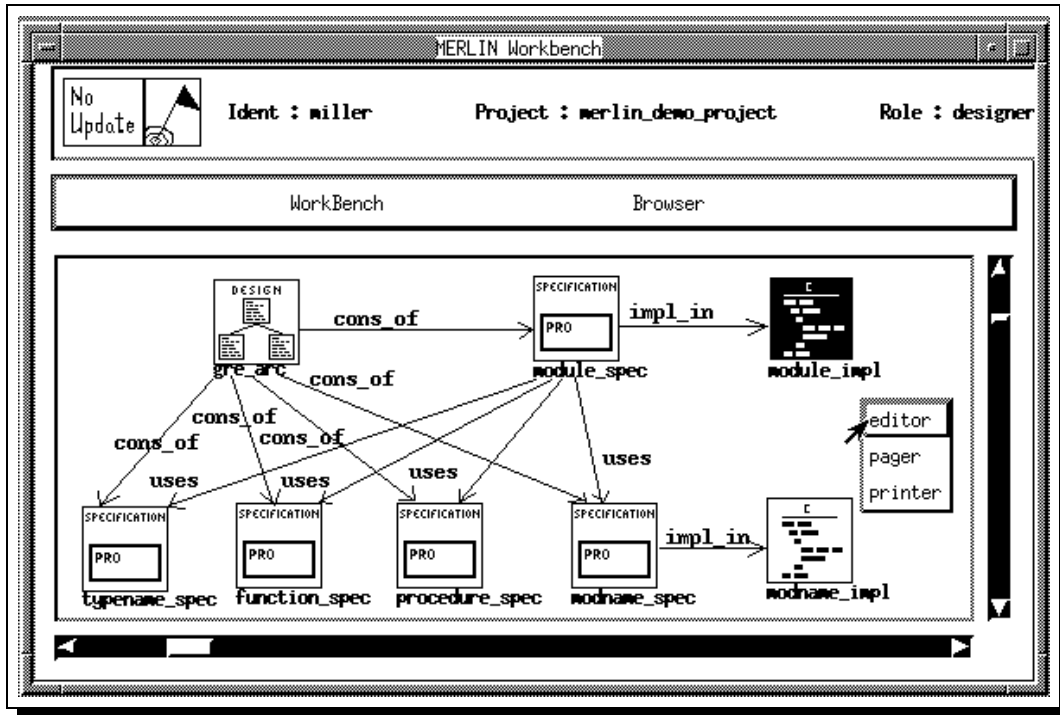 MERLIN Workbench
No
Update
Ident : miller Project : merlin_demo_project Role : designer
WorkBench Browser
DESIGN
gre_arc
cons_of
SPECIFICATION
PRO
module_spec
impl_in
C
module_impl
cons_of
cons_of
cons_of
cons_of
uses
uses
uses
uses
editor
pager
printer
SPECIFICATION
PRO
typename_spec
SPECIFICATION
PRO
function_spec
SPECIFICATION
PRO
procedure_spec
SPECIFICATION
PRO
modname_spec
impl_in
C
modname_impl